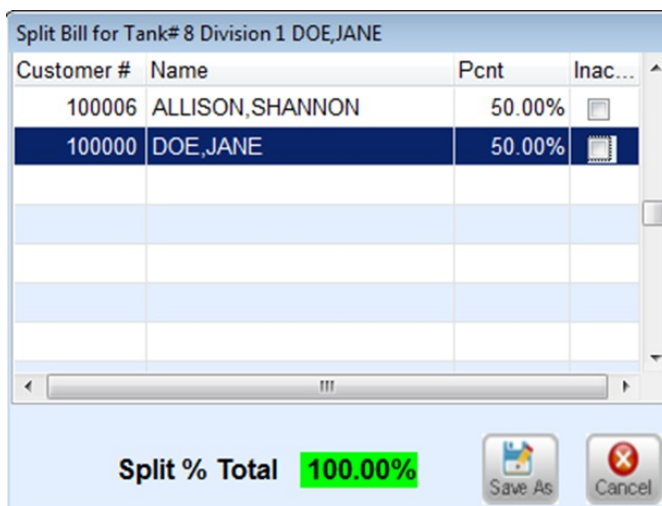 Split Bill for Tank# 8 Division 1 DOE,JANE
Customer # Name Pcnt Inac...
100006 ALLISON,SHANNON 50.00%
100000 DOE,JANE 50.00%
Split % Total 100.00% Save As Cancel